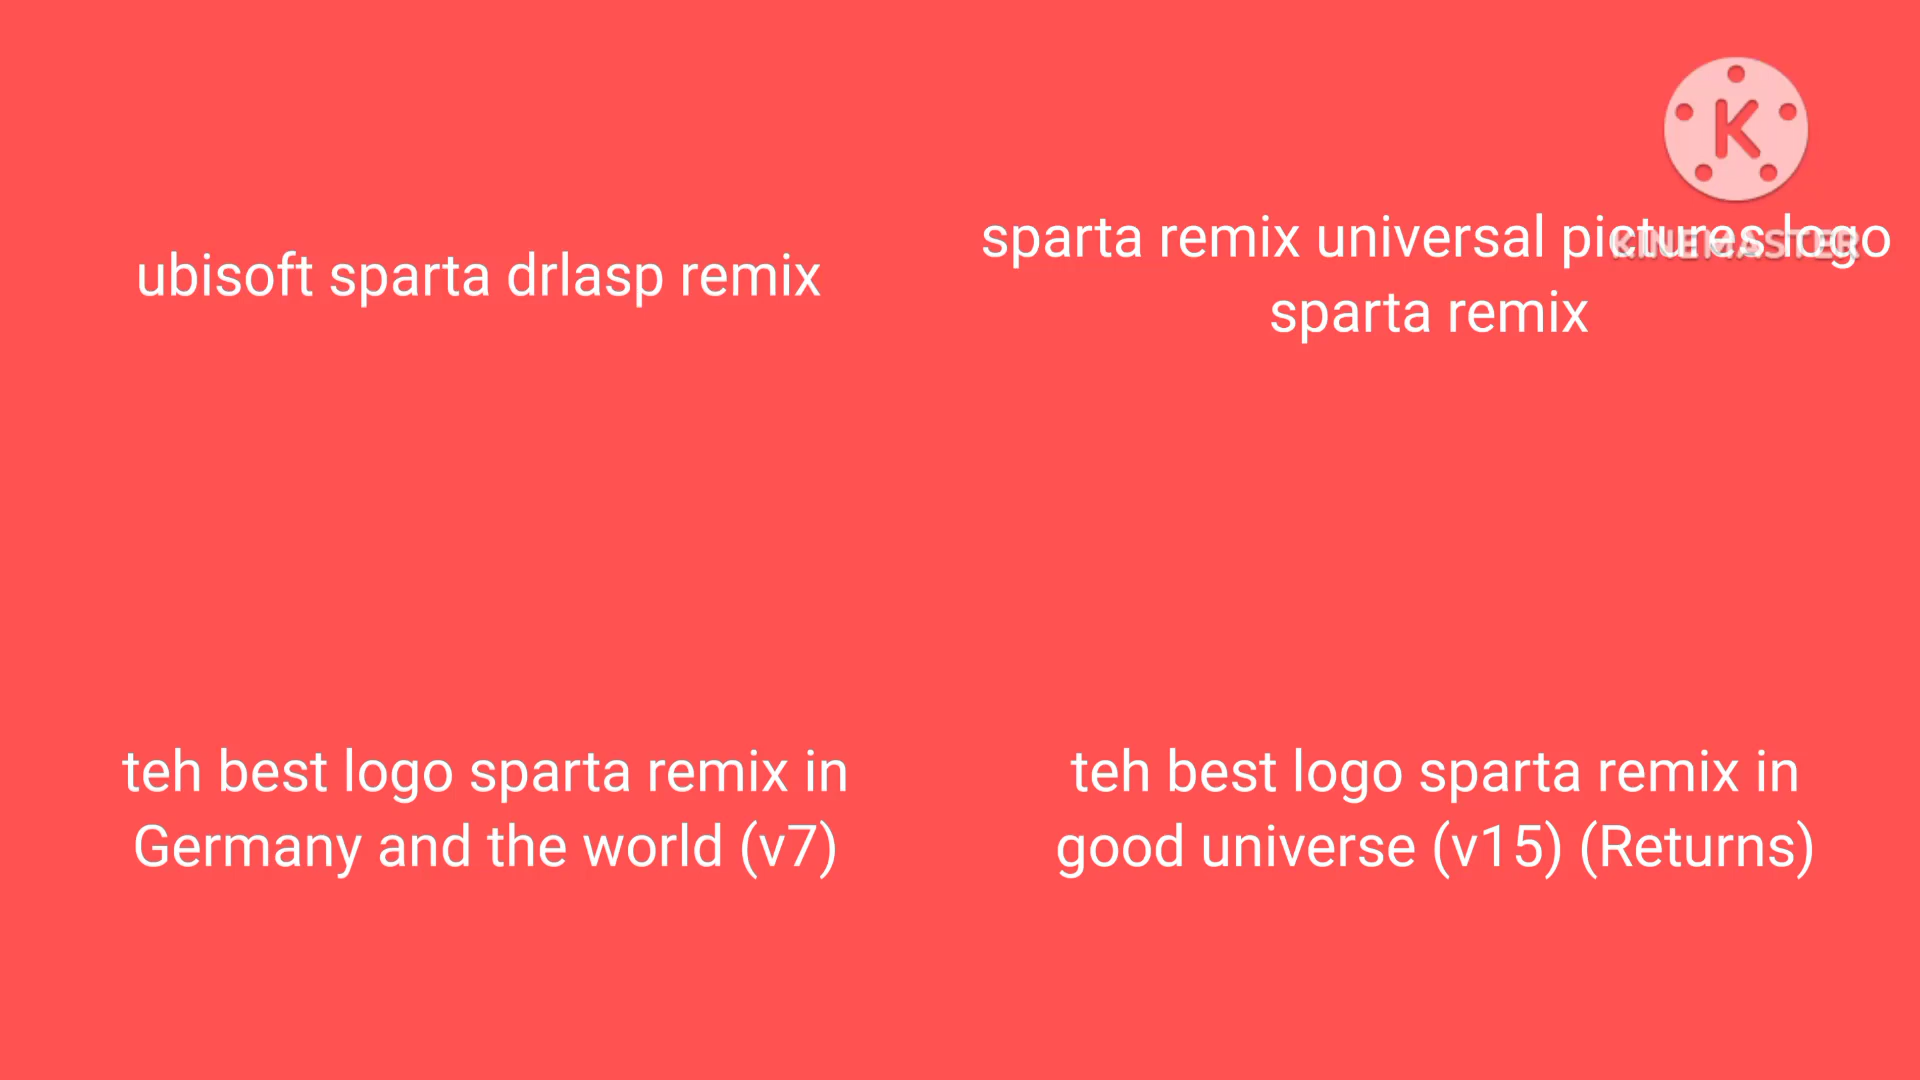 ubisoft sparta drlasp remix
sparta remix universal pictures logo
sparta remix
K
KINEMASTER
teh best logo sparta remix in
Germany and the world (v7)
teh best logo sparta remix in
good universe (v15) (Returns)